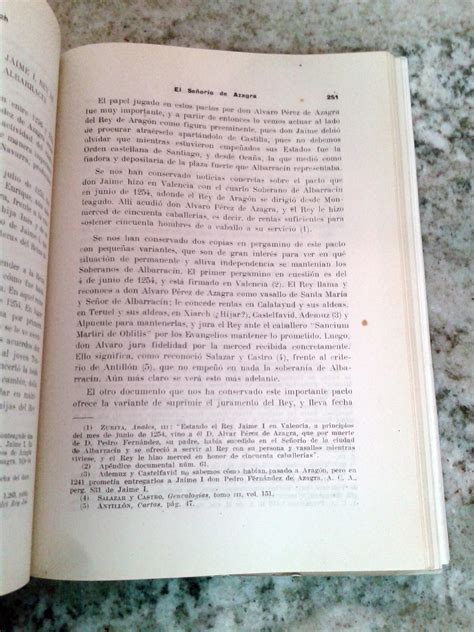 JAIME I
ALBARRACI
El Señorío de Azagra 251
El papel jugado en estos pactos por don Alvaro Pérez de Azagra
fue muy importante, y a partir de entonces lo vemos actuar al lado
del Rey de Aragón como figura preeminente, pues don Jaime debió
de procurar atraérselo apartándolo de Castilla, pues no debemos
olvidar que mientras estuvieron empeñados sus Estados fue la
Orden castellana de Santiago, y desde Ocaña, la que medió como
fiadora y depositaria de la plaza fuerte que Albarracín representaba.
Se nos han conservado noticias concretas sobre el pacto que
don Jaime hizo en Valencia con el cuarto Soberano de Albarracín
en junio de 1254, adonde el Rey de Aragón se dirigió desde Mon-
teagudo. Allí acudió don Alvaro Pérez de Azagra, y el Rey le hizo
merced de cincuenta caballerías, es decir, de rentas suficientes para
sostener cincuenta hombres de a caballo a su servicio (1).
Se nos han conservado dos copias en pergamino de este pacto
con pequeñas variantes, que son de gran interés para ver en qué
situación de permanente y altiva independencia se mantenían los
Soberanos de Albarracín. El primer pergamino en cuestión es del
4 de junio de 1254, y está firmado en Valencia (2). El Rey llama y
reconoce a don Alvaro Pérez de Azagra como vasallo de Santa María
y Señor de Albarracín; le concede rentas en Calatayud y sus aldeas,
en Teruel y sus aldeas, en Xiarch (¿Híjar?), Castelfavid, Ademuz (3) y
Alpuente para mantenerlas, y jura el Rey ante el caballero "Sancium
Martiri de Oblitis" por los Evangelios mantener lo prometido. Luego,
don Alvaro jura fidelidad por la merced recibida concretamente.
Ello significa, como reconoció Salazar y Castro (4), frente al crite-
rio de Antillón (5), que no empeñó en nada la soberanía de Alba-
rracín. Aún más claro se verá esto más adelante.
El otro documento que nos ha conservado este importante pacto
ofrece la variante de suprimir el juramento del Rey, y lleva fecha
(1) ZURITA, Anales, III: "Estando el Rey Jaime I en Valencia, a principios
del mes de junio de 1254, vino a él D. Alvar Pérez de Azagra, que por muerte
de D. Pedro Fernández, su padre, había sucedido en el Señorío de la ciudad
de Albarracín y se ofreció a servir al Rey con su persona y vasallos mientras
viviese, y el Rey le hizo merced en honor de cincuenta caballerías".
(2) Apéndice documental núm. 61.
(3) Ademuz y Castelfavid no sabemos cómo habían, pasado a Aragón, pero en
1241 prometía entregarlos a Jaime I don Pedro Fernández de Azagra. A. C. A.,
perg. 831 de Jaime I.
(4) SALAZAR Y CASTRO, Genealogías, tomo III, vol. 151.
(5) ANTILLÓN, Cartas, pág. 47.